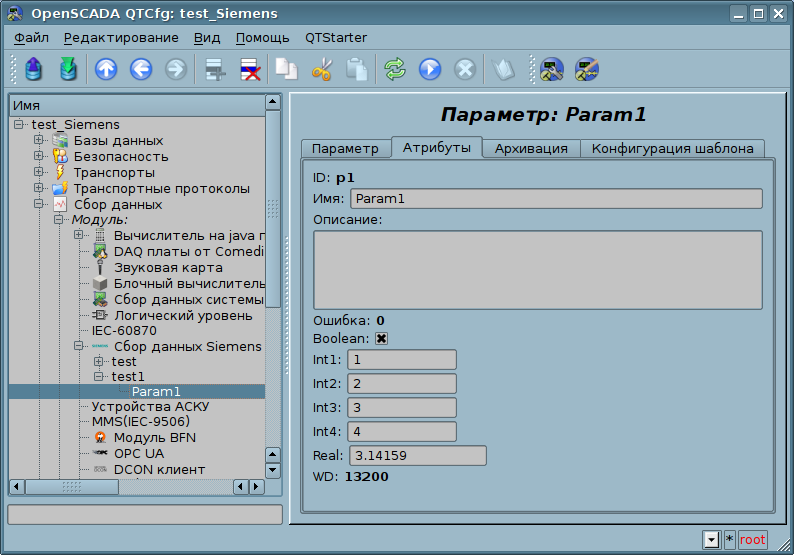 OpenSCADA QTCfg: test_Siemens
Файл Редактирование Вид Помощь QTStarter
Имя
test_Siemens
Базы данных
Безопасность
Транспорты
Транспортные протоколы
Сбор данных
Модуль:
Вычислитель на java п
DAQ платы от Comedi
Звуковая карта
Блочный вычислитель
Сбор данных системы
Логический уровень
IEC-60870
Сбор данных Siemens
test
test1
Param1
Устройства АСКУ
MMS(IEC-9506)
Модуль BFN
OPC UA
DCON клиент
Параметр: Param1
Параметр Атрибуты Архивация Конфигурация шаблона
ID: p1
Имя: Param1
Описание:
Ошибка: 0
Boolean:
Int1: 1
Int2: 2
Int3: 3
Int4: 4
Real: 3.14159
WD: 13200
* root